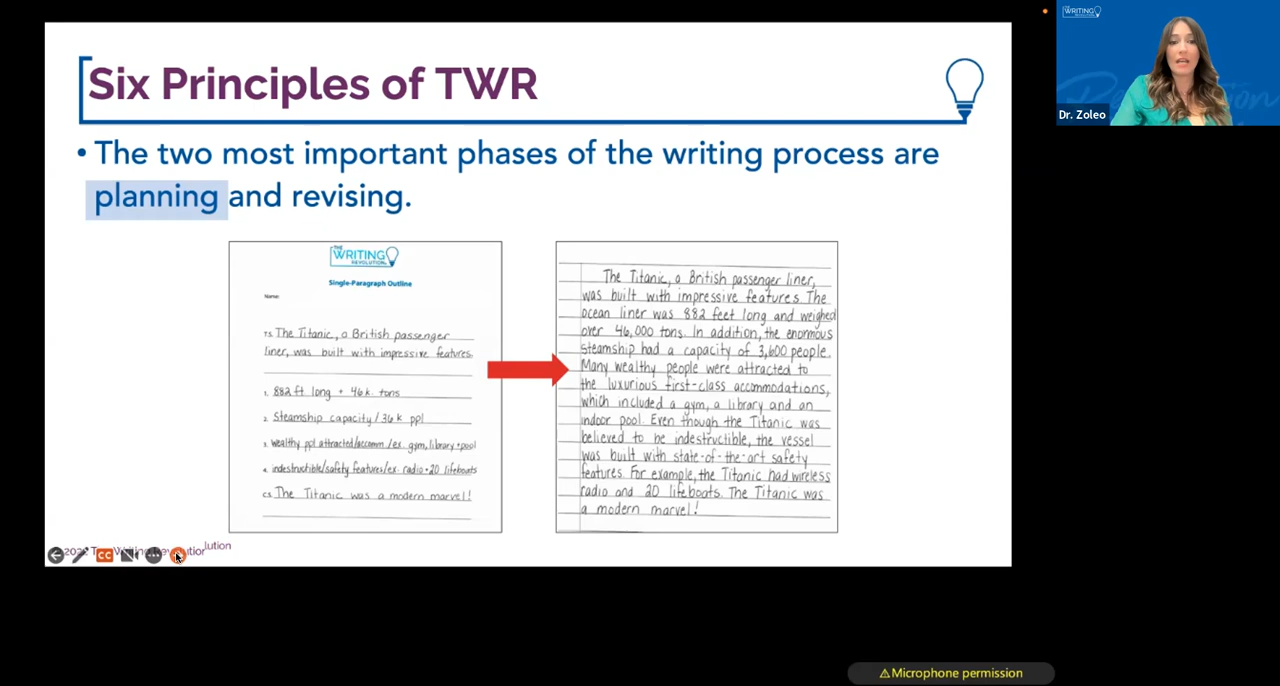 Six Principles of TWR
• The two most important phases of the writing process are
planning and revising.
THE
WRITING
REVOLUTION
Single-Paragraph Outline
Name:
T.S. The Titanic, a British passenger
liner, was built with impressive features.
1. 882 ft. long + 46k tons
2. Steamship capacity/36k ppl
3. wealthy ppl attracted/accomm./ex. gym, library + pool
4. indestructible/safety features/ex. radio + 20 lifeboats
C.S. The Titanic was a modern marvel!
The Titanic, a British passenger liner,
was built with impressive features. The
ocean liner was 882 feet long and weighed
over 46,000 tons. In addition, the enormous
steamship had a capacity of 3,600 people.
Many wealthy people were attracted to
the luxurious first-class accommodations,
which included a gym, a library and an
indoor pool. Even though the Titanic was
believed to be indestructible, the vessel
was built with state-of-the-art safety
features. For example, the Titanic had wireless
radio and 20 lifeboats. The Titanic was
a modern marvel!
CC
lution
THE
WRITING
REVOLUTION
Dr. Zoleo
⚠Microphone permission